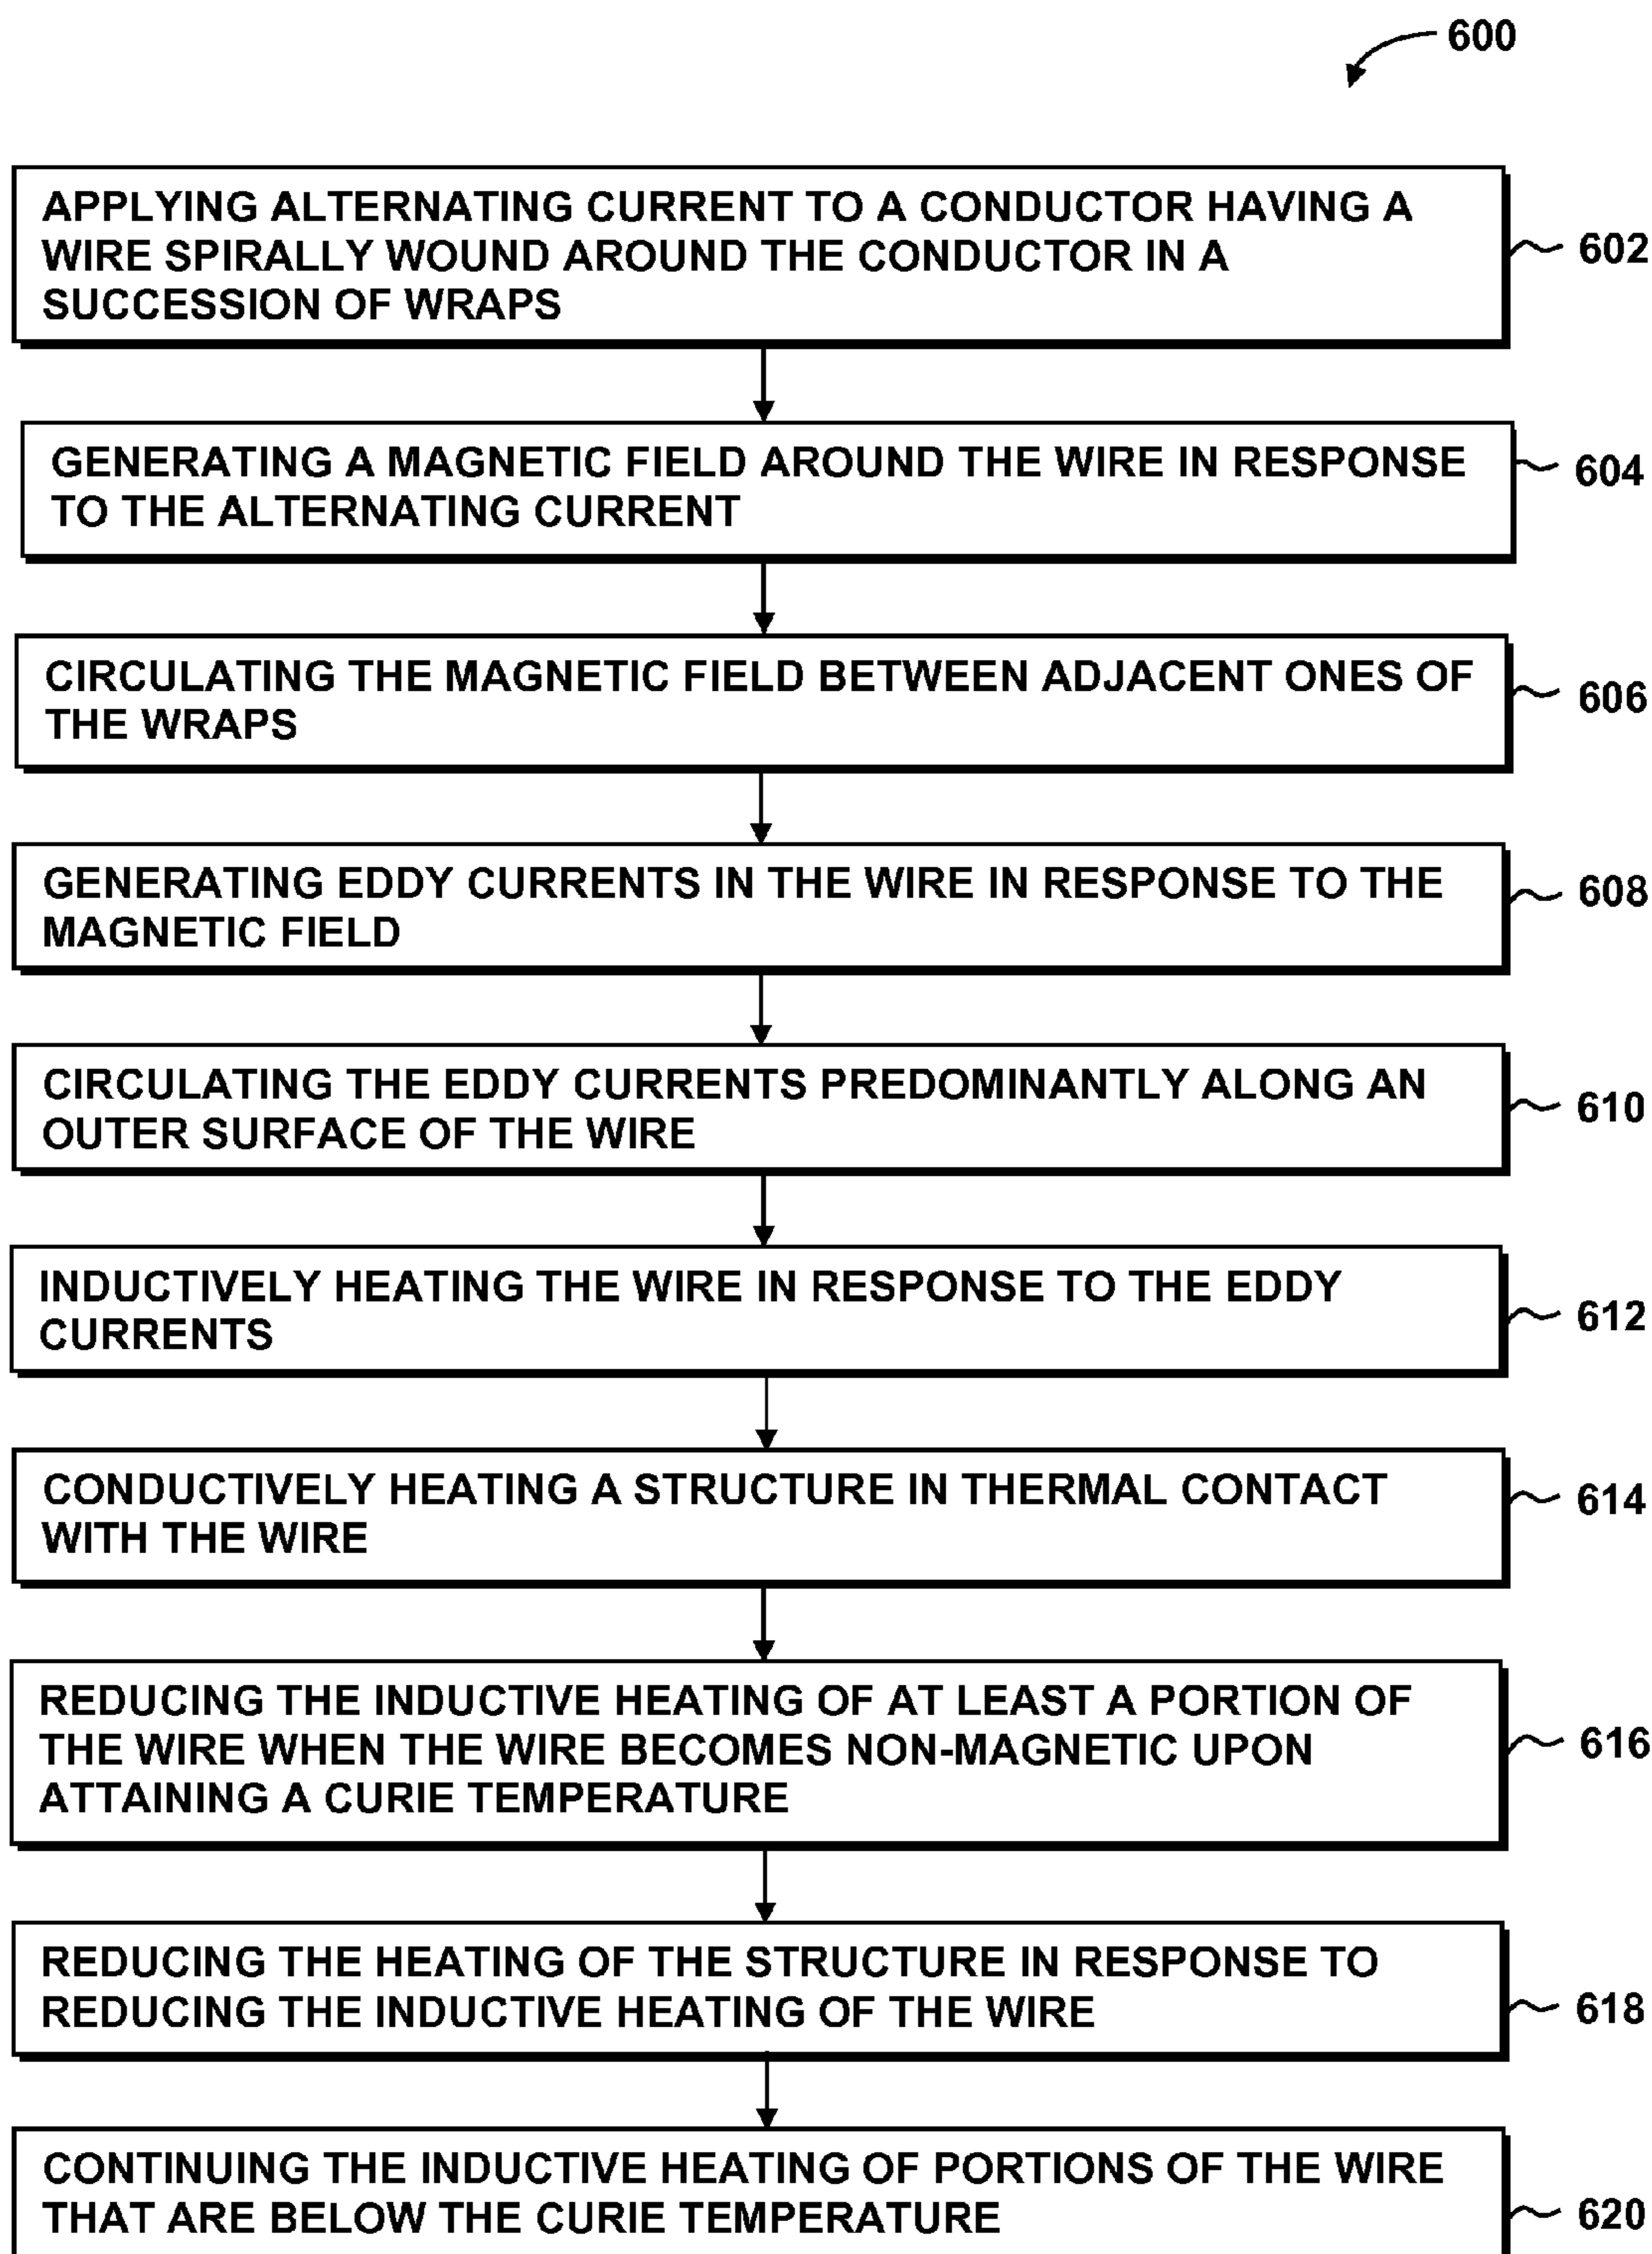 600
APPLYING ALTERNATING CURRENT TO A CONDUCTOR HAVING A
WIRE SPIRALLY WOUND AROUND THE CONDUCTOR IN A
SUCCESSION OF WRAPS
602
GENERATING A MAGNETIC FIELD AROUND THE WIRE IN RESPONSE
TO THE ALTERNATING CURRENT
604
CIRCULATING THE MAGNETIC FIELD BETWEEN ADJACENT ONES OF
THE WRAPS
606
GENERATING EDDY CURRENTS IN THE WIRE IN RESPONSE TO THE
MAGNETIC FIELD
608
CIRCULATING THE EDDY CURRENTS PREDOMINANTLY ALONG AN
OUTER SURFACE OF THE WIRE
610
INDUCTIVELY HEATING THE WIRE IN RESPONSE TO THE EDDY
CURRENTS
612
CONDUCTIVELY HEATING A STRUCTURE IN THERMAL CONTACT
WITH THE WIRE
614
REDUCING THE INDUCTIVE HEATING OF AT LEAST A PORTION OF
THE WIRE WHEN THE WIRE BECOMES NON-MAGNETIC UPON
ATTAINING A CURIE TEMPERATURE
616
REDUCING THE HEATING OF THE STRUCTURE IN RESPONSE TO
REDUCING THE INDUCTIVE HEATING OF THE WIRE
618
CONTINUING THE INDUCTIVE HEATING OF PORTIONS OF THE WIRE
THAT ARE BELOW THE CURIE TEMPERATURE
620